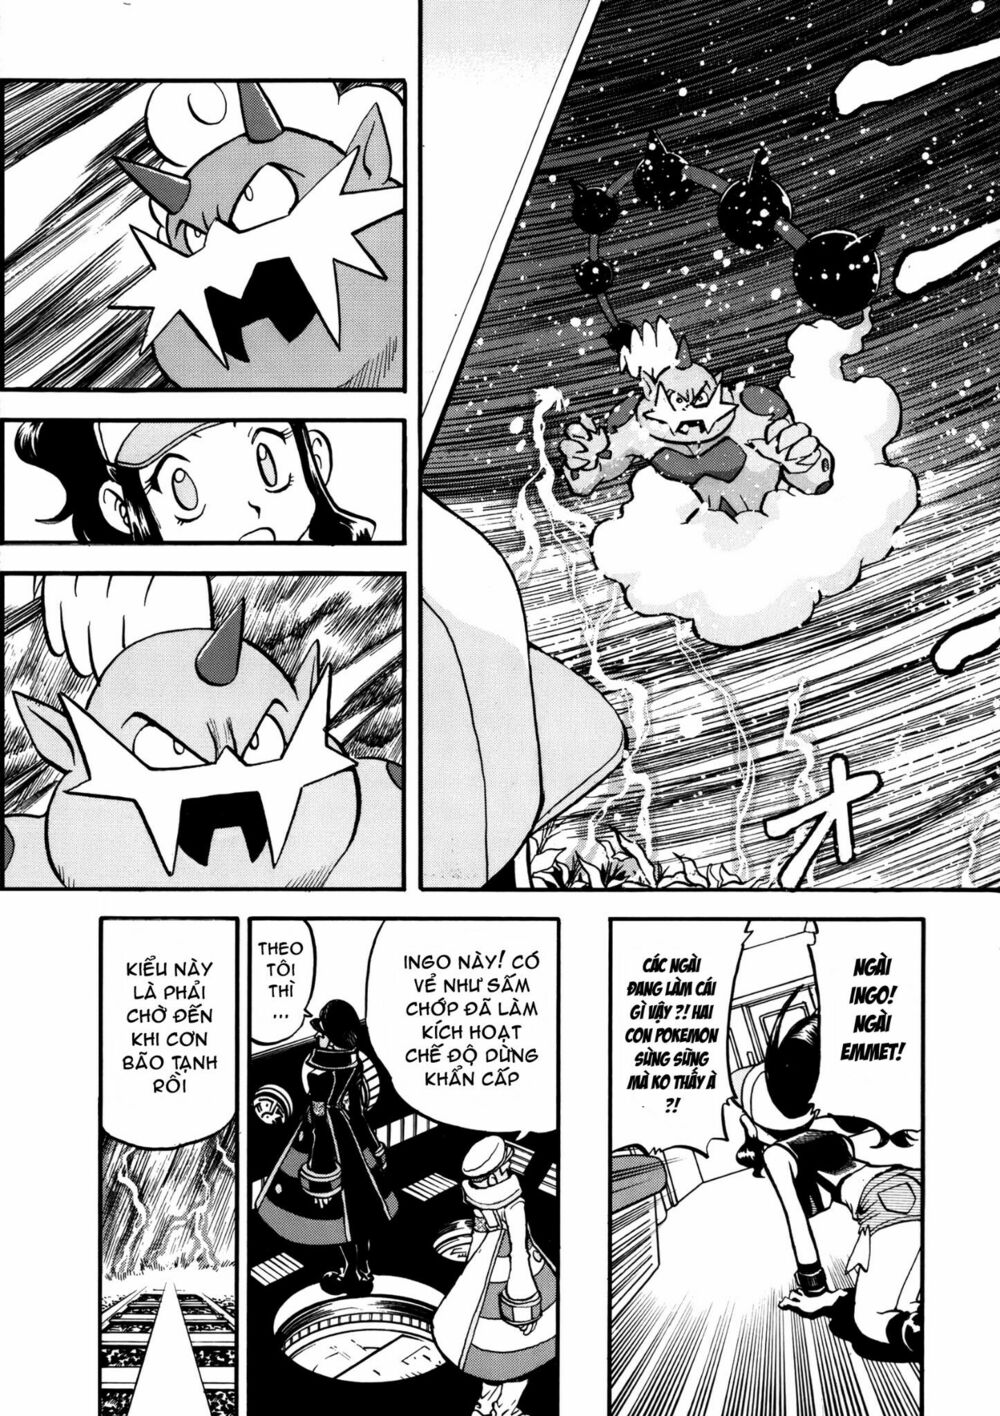 オ
NGÀI
INGO!
NGÀI
EMMET!
CÁC NGÀI
ĐANG LÀM CÁI
GÌ VẬY ?! HAI
CON POKEMON
SỪNG SỪNG
MÀ KO THẤY À
?!
INGO NÀY! CÓ
VẺ NHƯ SẤM
CHỚP ĐÃ LÀM
KÍCH HOẠT
CHẾ ĐỘ DỪNG
KHẨN CẤP
THEO
TÔI
THÌ
...
KIỂU NÀY
LÀ PHẢI
CHỜ ĐẾN
KHI CƠN
BÃO TẠNH
RỒI